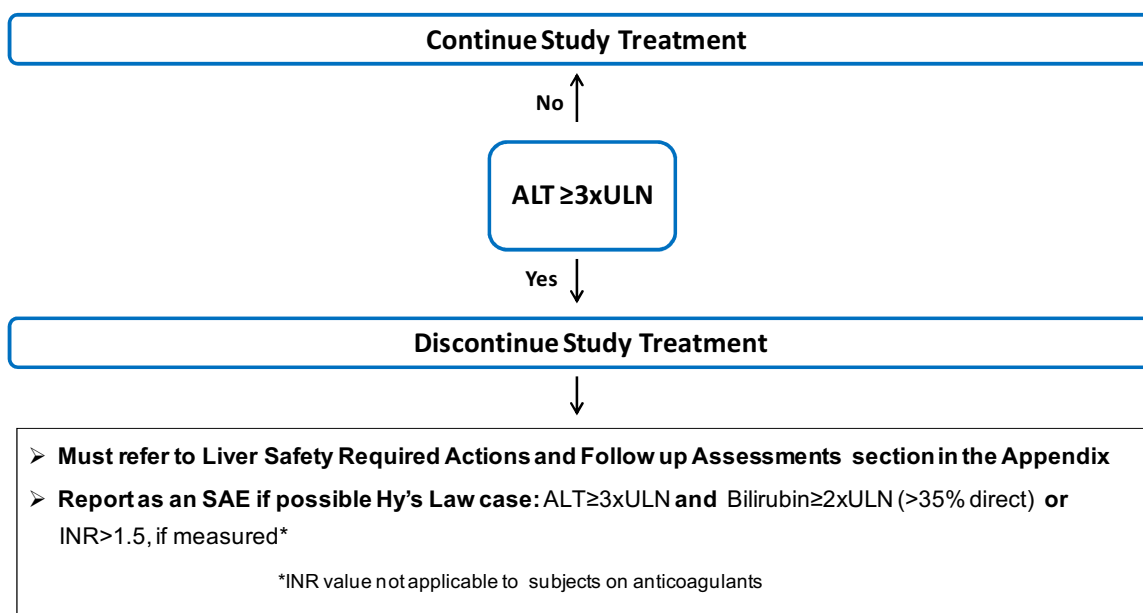 Continue Study Treatment
No
ALT ≥3xULN
Yes
Discontinue Study Treatment
➢ Must refer to Liver Safety Required Actions and Follow up Assessments section in the Appendix
➢ Report as an SAE if possible Hy's Law case: ALT≥3xULN and Bilirubin≥2xULN (>35% direct) or
INR>1.5, if measured*
*INR value not applicable to subjects on anticoagulants